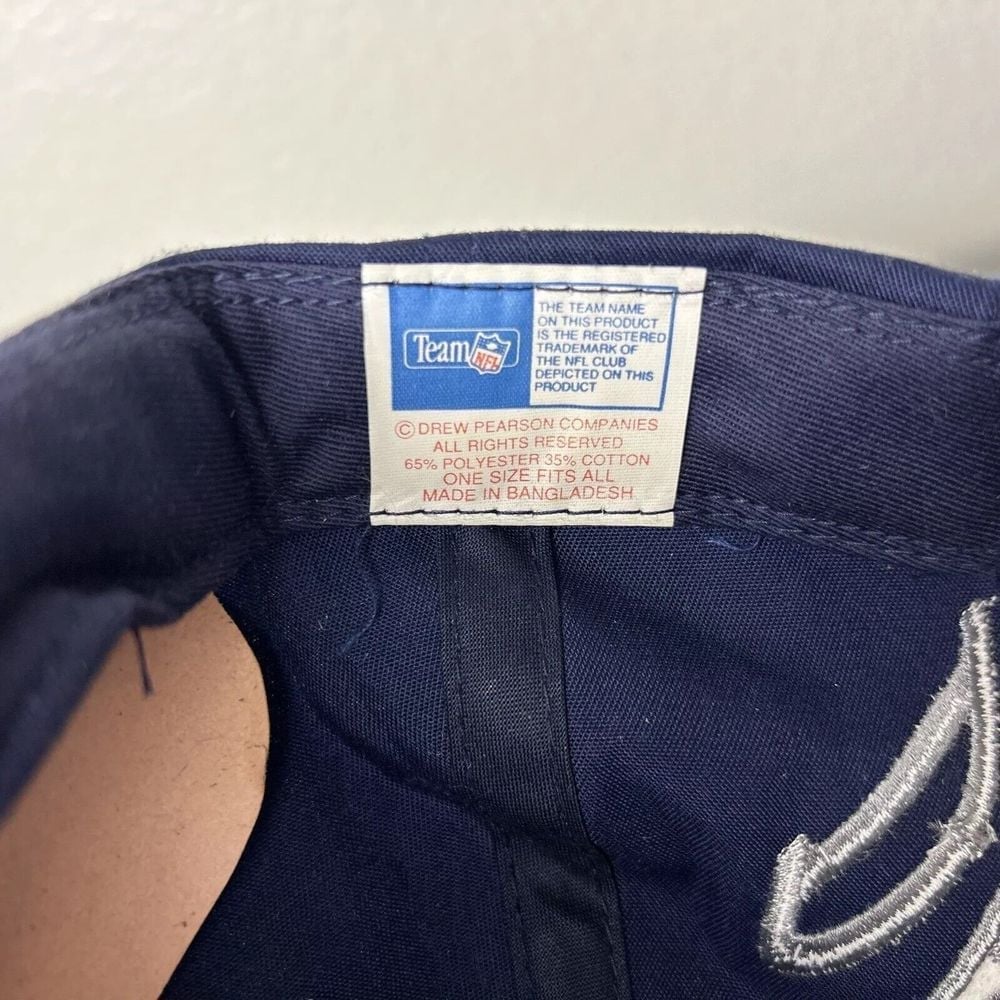 Team NFL
THE TEAM NAME
ON THIS PRODUCT
IS THE REGISTERED
TRADEMARK OF
THE NFL CLUB
DEPICTED ON THIS
PRODUCT
© DREW PEARSON COMPANIES
ALL RIGHTS RESERVED
65% POLYESTER 35% COTTON
ONE SIZE FITS ALL
MADE IN BANGLADESH